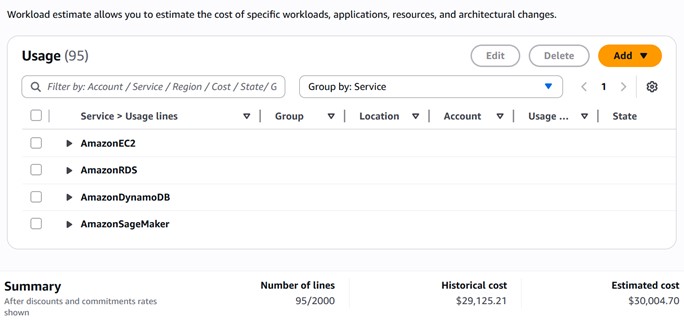 Workload estimate allows you to estimate the cost of specific workloads, applications, resources, and architectural changes.
Usage (95)
Edit
Delete
Add
Filter by: Account / Service / Region / Cost / State/ G
Group by: Service
1
Service > Usage lines
Group
Location
Account
Usage ...
State
AmazonEC2
AmazonRDS
AmazonDynamoDB
AmazonSageMaker
Summary
After discounts and commitments rates
shown
Number of lines
95/2000
Historical cost
$29,125.21
Estimated cost
$30,004.70